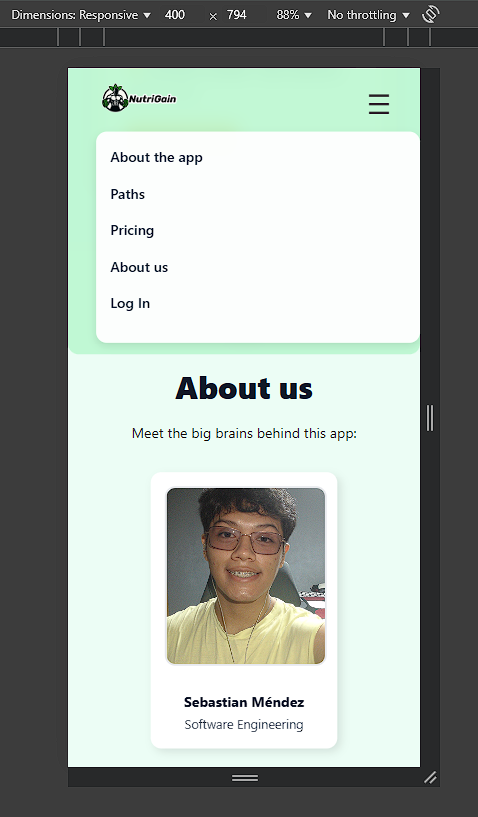 Dimensions: Responsive ▼ 400 × 794 88% ▼ No throttling ▼
NutriGain
About the app
Paths
Pricing
About us
Log In
About us
Meet the big brains behind this app:
Sebastian Méndez
Software Engineering